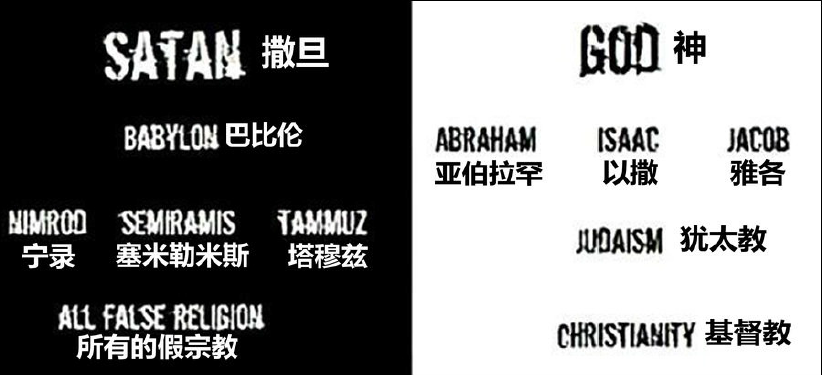 SATAN 撒旦
BABYLON 巴比伦
NIMROD SEMIRAMIS TAMMUZ
宁录 塞米勒米斯 塔穆兹
ALL FALSE RELIGION
所有的假宗教
GOD 神
ABRAHAM ISAAC JACOB
亚伯拉罕 以撒 雅各
JUDAISM 犹太教
CHRISTIANITY 基督教